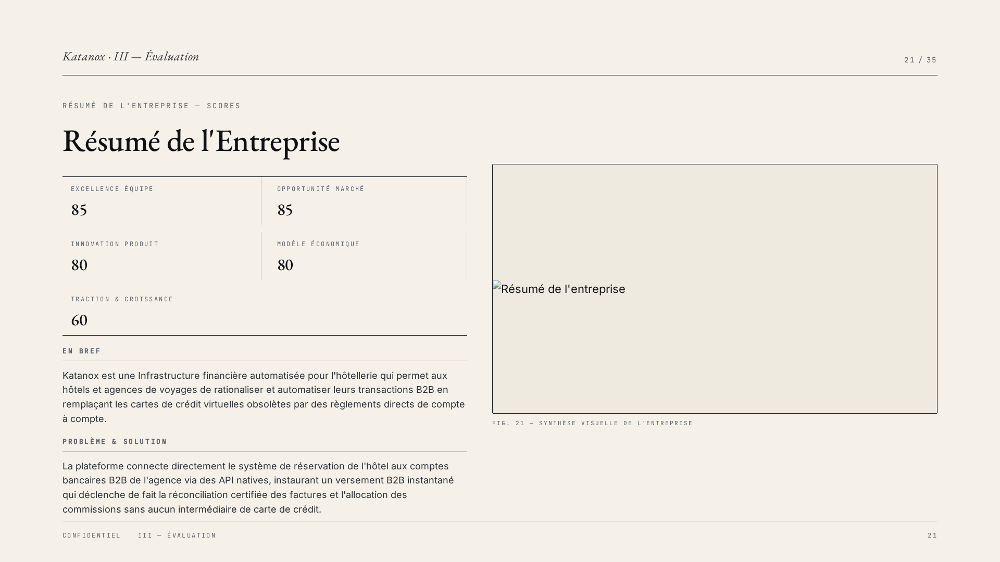 Katanox · III — Évaluation
21 / 35
RÉSUMÉ DE L'ENTREPRISE — SCORES
Résumé de l'Entreprise
EXCELLENCE ÉQUIPE
85
OPPORTUNITÉ MARCHÉ
85
INNOVATION PRODUIT
80
MODÈLE ÉCONOMIQUE
80
TRACTION & CROISSANCE
60
EN BREF
Katanox est une Infrastructure financière automatisée pour l'hôtellerie qui permet aux
hôtels et agences de voyages de rationaliser et automatiser leurs transactions B2B en
remplaçant les cartes de crédit virtuelles obsolètes par des règlements directs de compte
à compte.
PROBLÈME & SOLUTION
La plateforme connecte directement le système de réservation de l'hôtel aux comptes
bancaires B2B de l'agence via des API natives, instaurant un versement B2B instantané
qui déclenche de fait la réconciliation certifiée des factures et l'allocation des
commissions sans aucun intermédiaire de carte de crédit.
Résumé de l'entreprise
FIG. 21 — SYNTHÈSE VISUELLE DE L'ENTREPRISE
CONFIDENTIEL III — ÉVALUATION
21